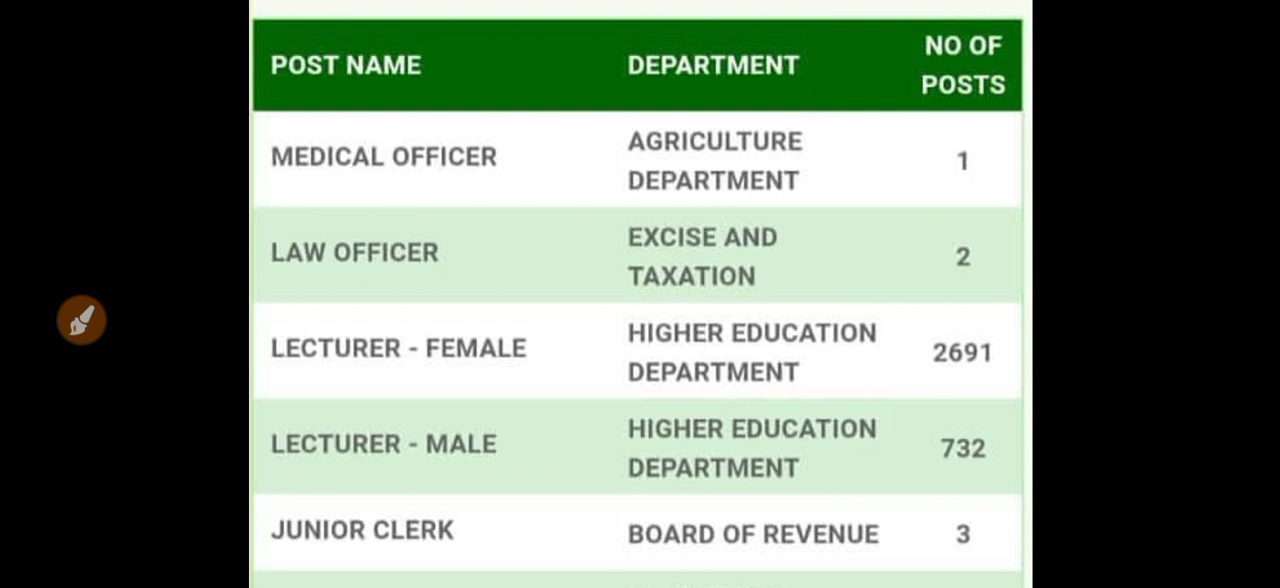 POST NAME DEPARTMENT NO OF
POSTS
MEDICAL OFFICER AGRICULTURE
DEPARTMENT 1
LAW OFFICER EXCISE AND
TAXATION 2
LECTURER - FEMALE HIGHER EDUCATION
DEPARTMENT 2691
LECTURER - MALE HIGHER EDUCATION
DEPARTMENT 732
JUNIOR CLERK BOARD OF REVENUE 3